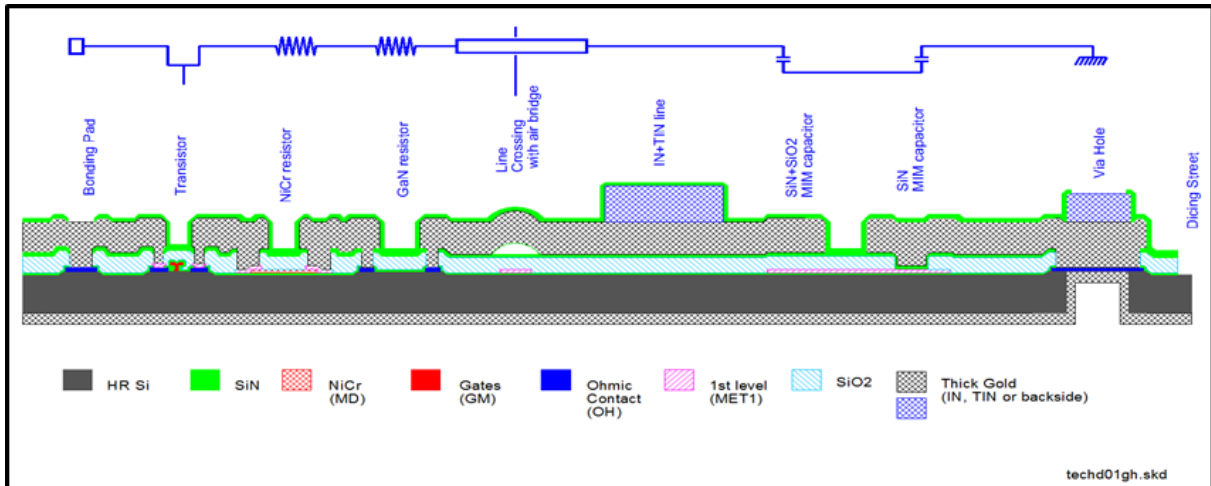 Bonding Pad
Transistor
NiCr resistor
GaN resistor
Line
Crossing
with air bridge
IN+TIN line
SiN+SiO2
MIM capacitor
SiN
MIM capacitor
Via Hole
Dicing Street
HR Si
SiN
NiCr
(MD)
Gates
(GM)
Ohmic
Contact
(OH)
1st level
(MET1)
SiO2
Thick Gold
(IN, TIN or backside)
techd01gh.skd